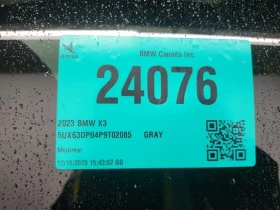 BMW Canada Inc.
24076
2023 BMW X3
5UX63DP04P9T02085 GRAY
Montreal